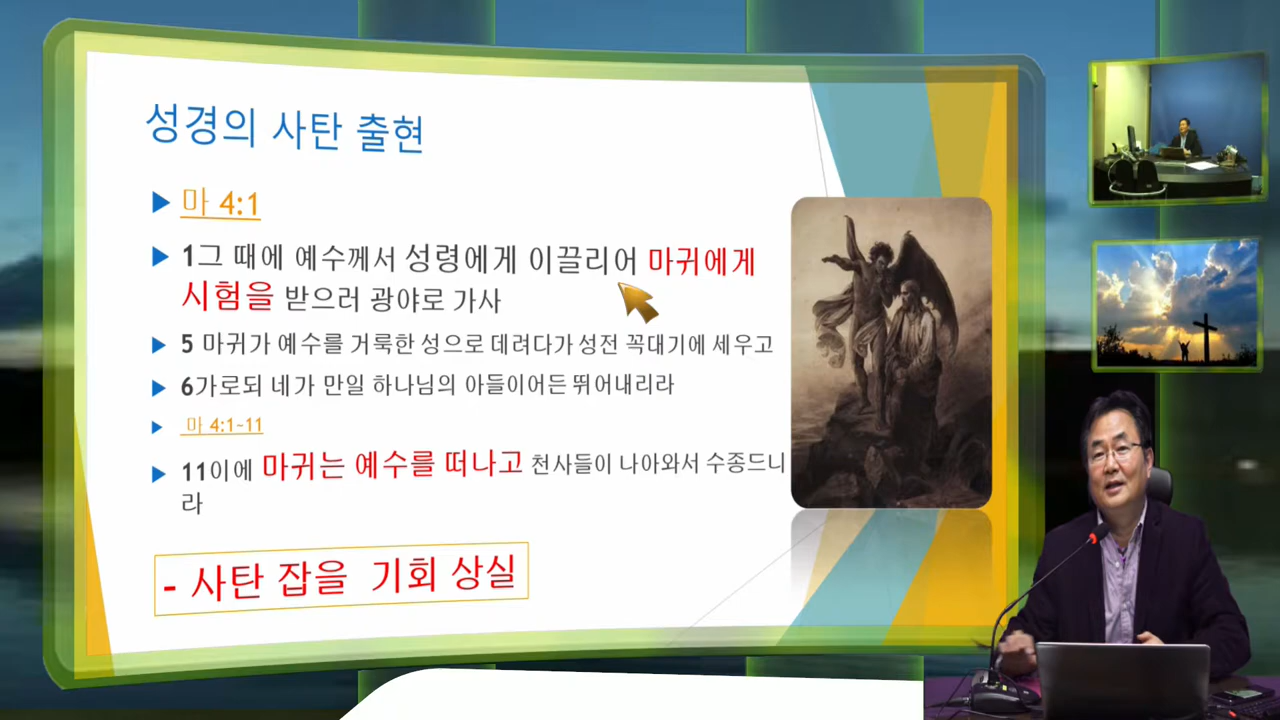 성경의 사탄 출현
마 4:1
1그 때에 예수께서 성령에게 이끌리어 마귀에게
시험을 받으러 광야로 가사
5 마귀가 예수를 거룩한 성으로 데려다가 성전 꼭대기에 세우고
6가로되 네가 만일 하나님의 아들이어든 뛰어내리라
마 4:1~11
11이에 마귀는 예수를 떠나고 천사들이 나아와서 수종드니
라
- 사탄 잡을 기회 상실